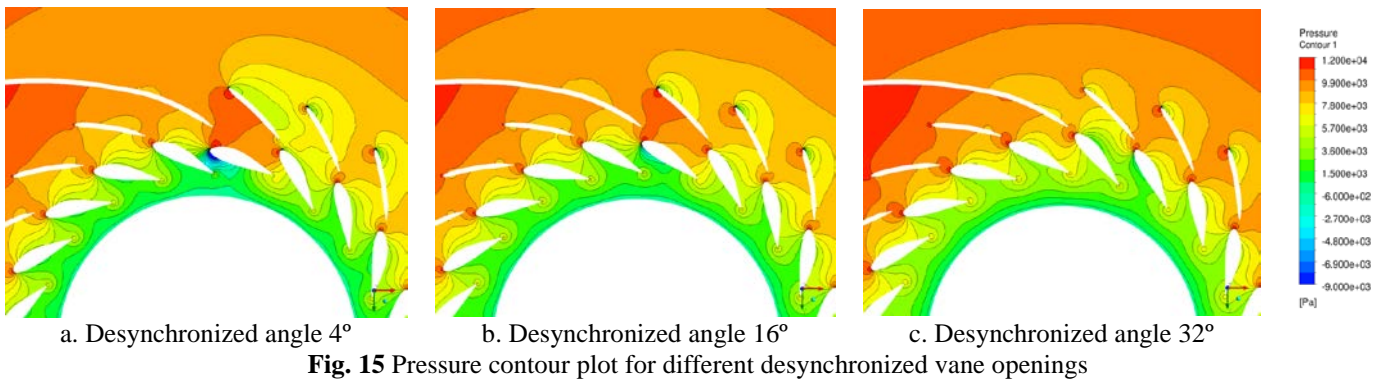 Pressure
Contour 1
1.200e+04
9.900e+03
7.800e+03
5.700e+03
3.600e+03
1.500e+03
-6.000e+02
-2.700e+03
-4.800e+03
-6.900e+03
-9.000e+03
[Pa]
a. Desynchronized angle 4º
b. Desynchronized angle 16º
c. Desynchronized angle 32º
Fig. 15 Pressure contour plot for different desynchronized vane openings